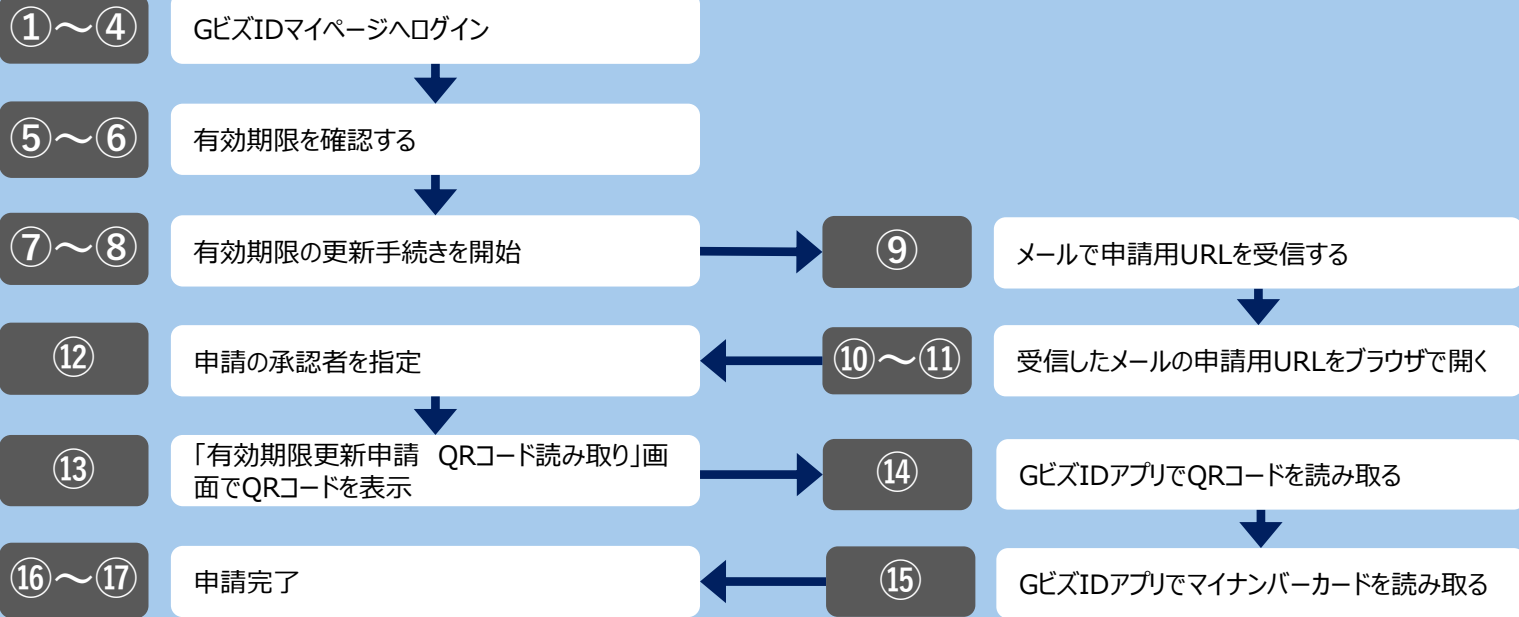 ①～④
GビズIDマイページへログイン
⑤～⑥
有効期限を確認する
⑦～⑧
有効期限の更新手続きを開始
⑨
メールで申請用URLを受信する
⑩～⑪
受信したメールの申請用URLをブラウザで開く
⑫
申請の承認者を指定
⑬
「有効期限更新申請　QRコード読み取り」画
面でQRコードを表示
⑭
GビズIDアプリでQRコードを読み取る
⑮
GビズIDアプリでマイナンバーカードを読み取る
⑯～⑰
申請完了